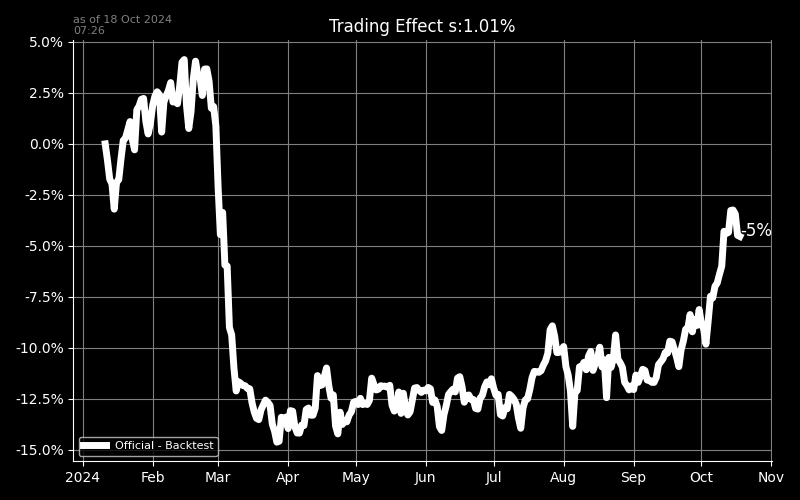 as of 18 Oct 2024
07:26
Trading Effect s:1.01%
5.0%
2.5%
0.0%
-2.5%
-5.0%
-7.5%
-10.0%
-12.5%
-15.0%
-5%
Official - Backtest
2024 Feb Mar Apr May Jun Jul Aug Sep Oct Nov